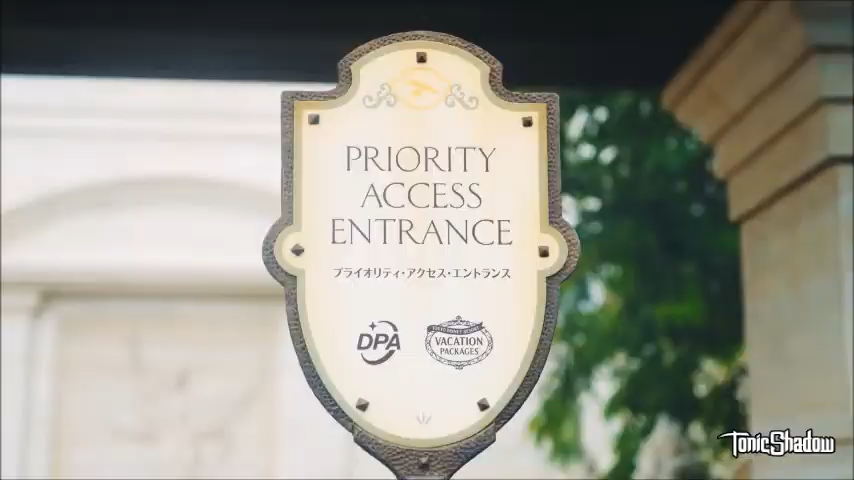 PRIORITY
ACCESS
ENTRANCE
プライオリティ・アクセス・エントランス
DPA
VACATION
PACKAGES
TonicShadow